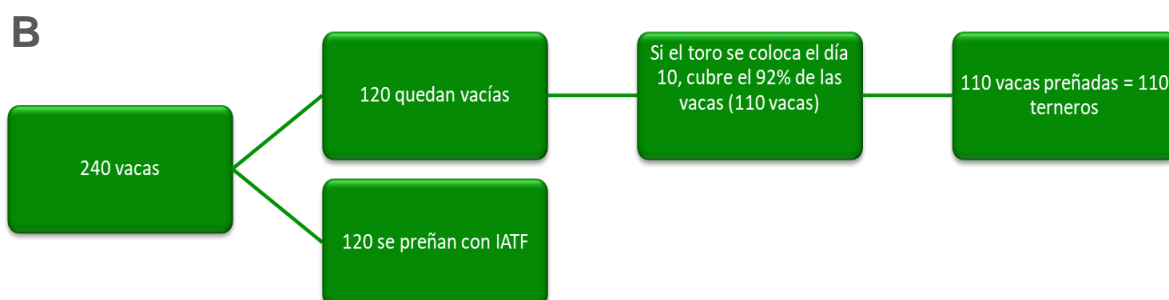 B
240 vacas
120 quedan vacías
120 se preñan con IATF
Si el toro se coloca el día
10, cubre el 92% de las
vacas (110 vacas)
110 vacas preñadas = 110
terneros